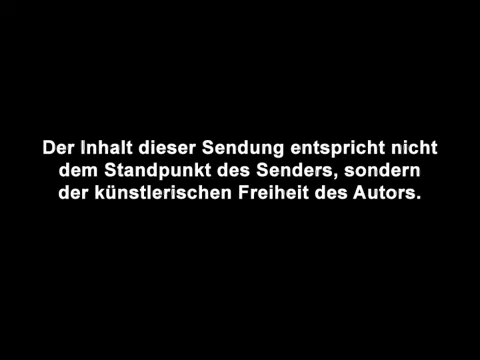 Der Inhalt dieser Sendung entspricht nicht
dem Standpunkt des Senders, sondern
der künstlerischen Freiheit des Autors.